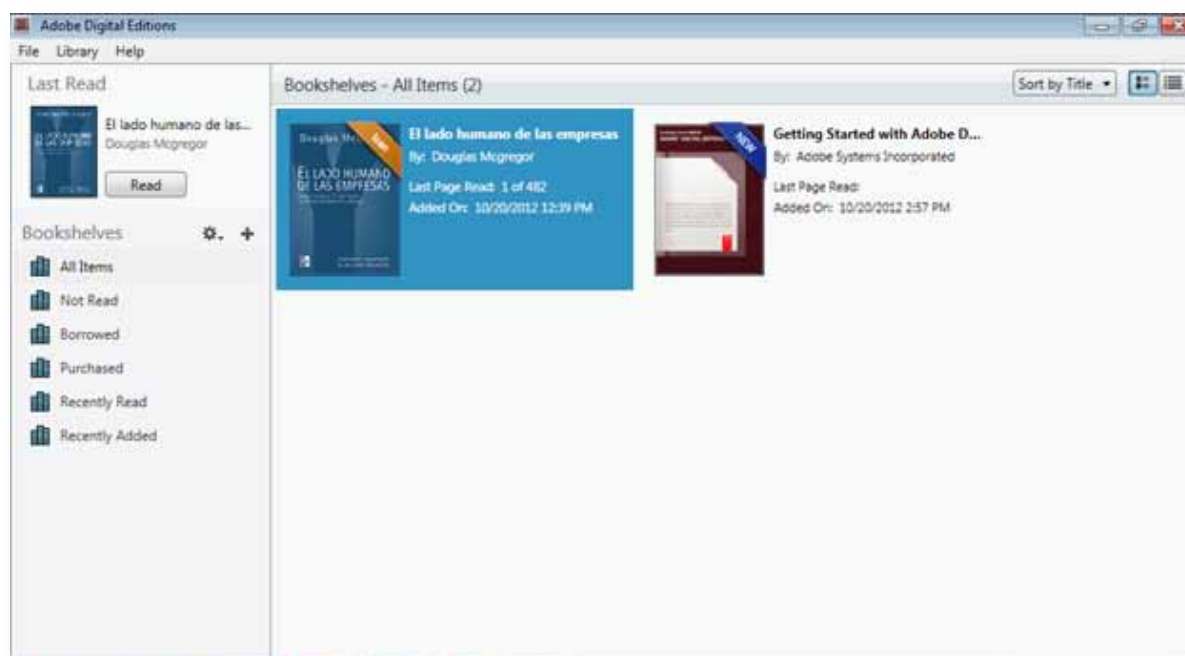 Adobe Digital Editions
File Library Help
Last Read
El lado humano de las...
Douglas Mcgregor
Read
Bookshelves
All Items
Not Read
Borrowed
Purchased
Recently Read
Recently Added
Bookshelves - All Items (2)
Sort by Title
loan
EL LADO HUMANO
DE LAS EMPRESAS
El lado humano de las empresas
By: Douglas Mcgregor
Last Page Read: 1 of 482
Added On: 10/20/2012 12:39 PM
NEW
Getting Started with Adobe D...
By: Adobe Systems Incorporated
Last Page Read:
Added On: 10/20/2012 2:57 PM